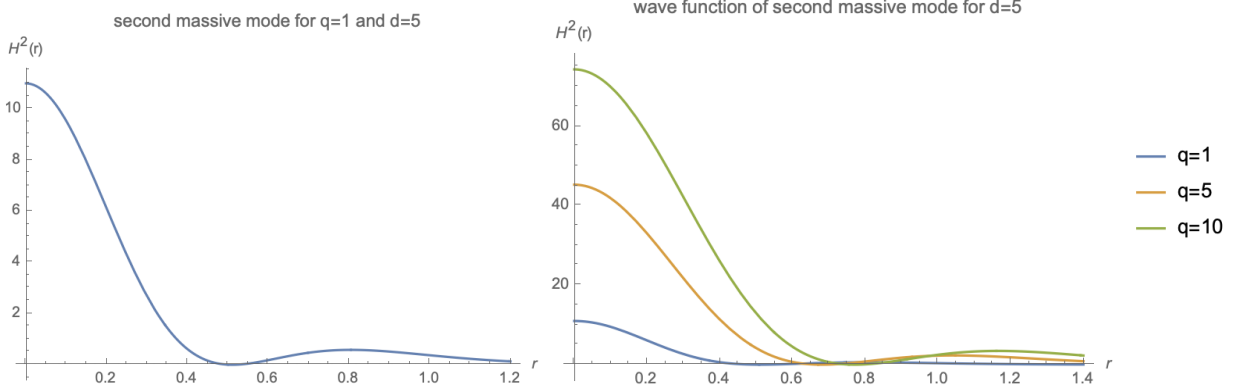 second massive mode for q=1 and d=5
H²(r)
10
8
6
4
2
0.2 0.4 0.6 0.8 1.0 1.2 r
wave function of second massive mode for d=5
H²(r)
60
40
20
0.2 0.4 0.6 0.8 1.0 1.2 1.4 r
q=1
q=5
q=10